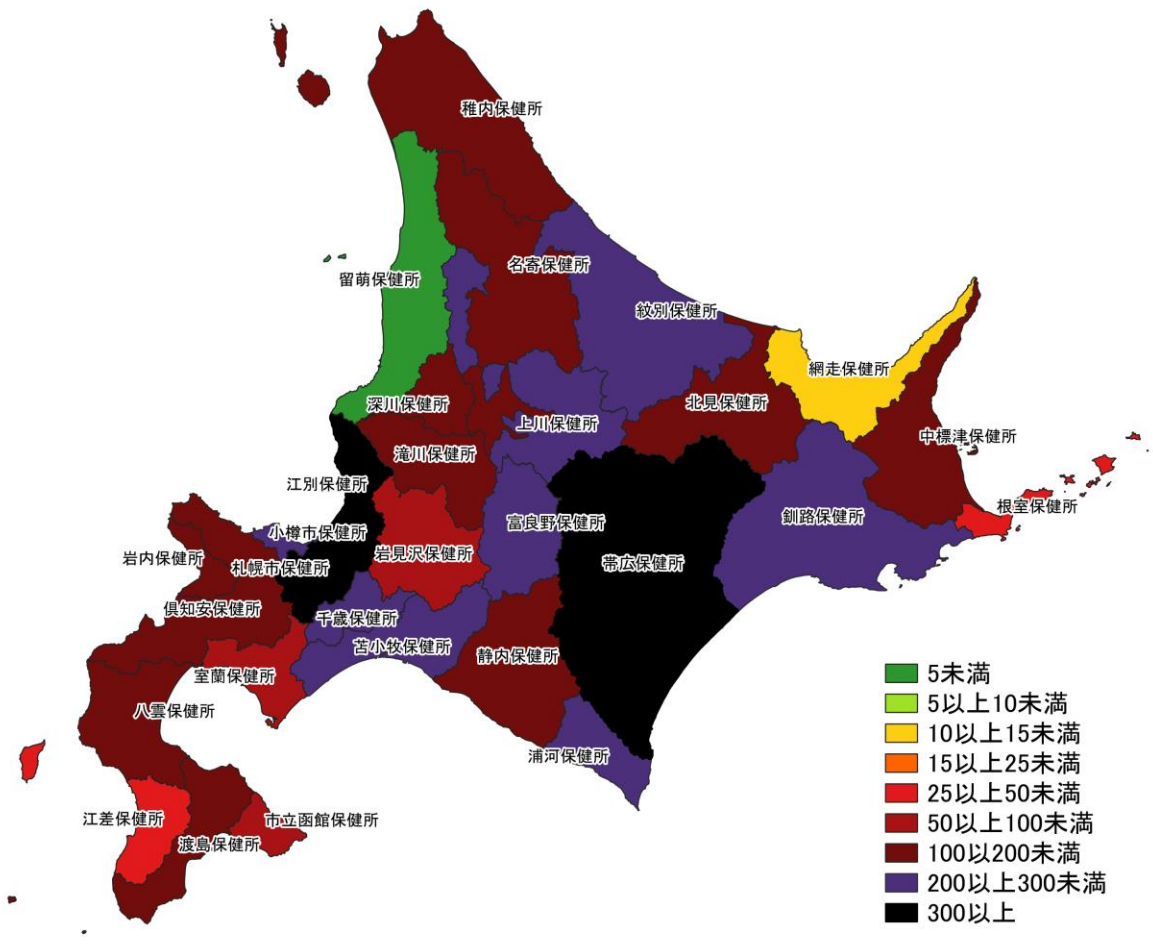 稚内保健所
名寄保健所
留萌保健所
紋別保健所
網走保健所
深川保健所
北見保健所
上川保健所
中標津保健所
滝川保健所
江別保健所
根室保健所
釧路保健所
富良野保健所
小樽市保健所
岩見沢保健所
岩内保健所
札幌市保健所
帯広保健所
倶知安保健所
千歳保健所
苫小牧保健所
静内保健所
室蘭保健所
八雲保健所
浦河保健所
江差保健所
市立函館保健所
渡島保健所
5未満
5以上10未満
10以上15未満
15以上25未満
25以上50未満
50以上100未満
100以200未満
200以上300未満
300以上